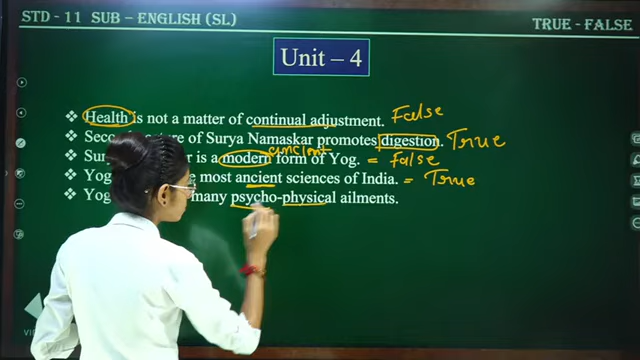 STD - 11 SUB – ENGLISH (SL)
TRUE - FALSE
Unit – 4
❖ Health is not a matter of continual adjustment. False
❖ Seco ture of Surya Namaskar promotes digestion. True
ancient
❖ Su r is a modern form of Yog. = false
❖ Yog most ancient sciences of India. = True
❖ Yog many psycho-physical ailments.